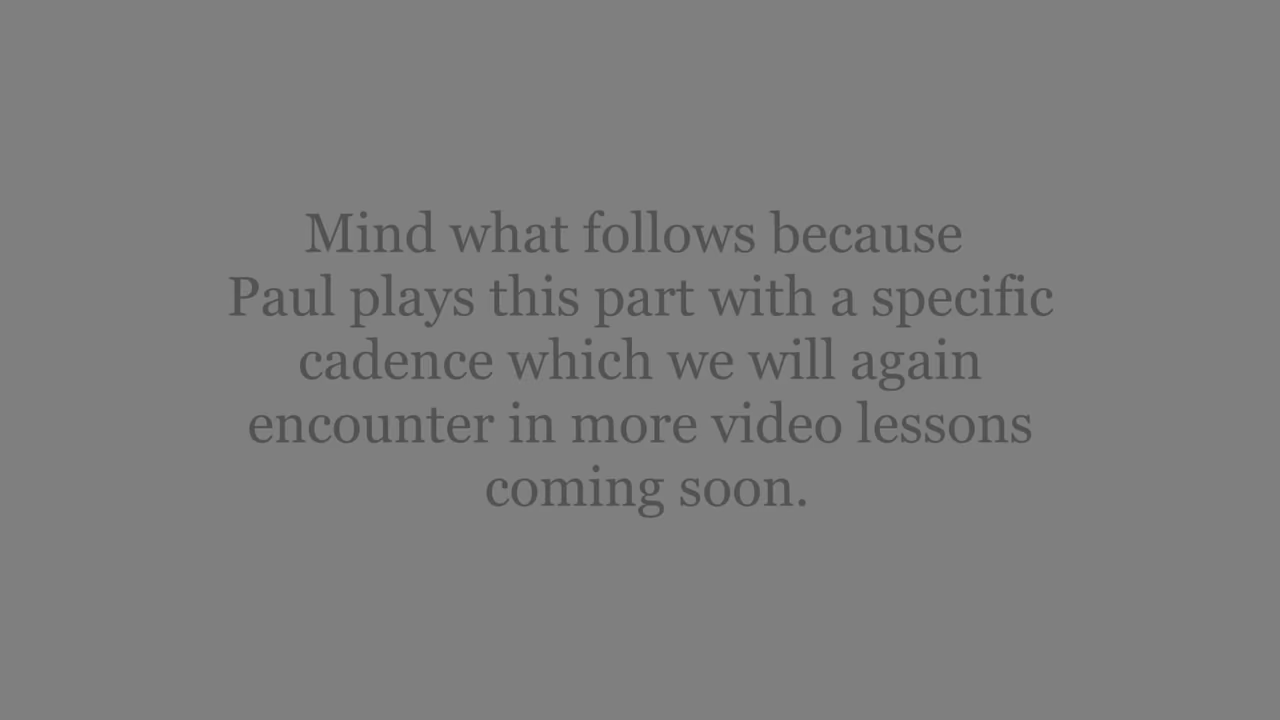 Mind what follows because
Paul plays this part with a specific
cadence which we will again
encounter in more video lessons
coming soon.